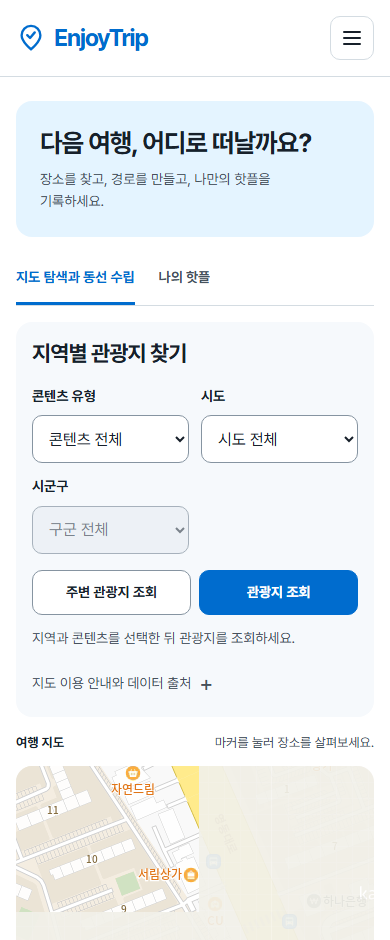 EnjoyTrip
다음 여행, 어디로 떠날까요?
장소를 찾고, 경로를 만들고, 나만의 핫플을
기록하세요.
지도 탐색과 동선 수립
나의 핫플
지역별 관광지 찾기
콘텐츠 유형
시도
콘텐츠 전체
시도 전체
시군구
구군 전체
주변 관광지 조회
관광지 조회
지역과 콘텐츠를 선택한 뒤 관광지를 조회하세요.
지도 이용 안내와 데이터 출처 +
여행 지도
마커를 눌러 장소를 살펴보세요.
자연드림
11
10
서림상가
9
하나은행
CU